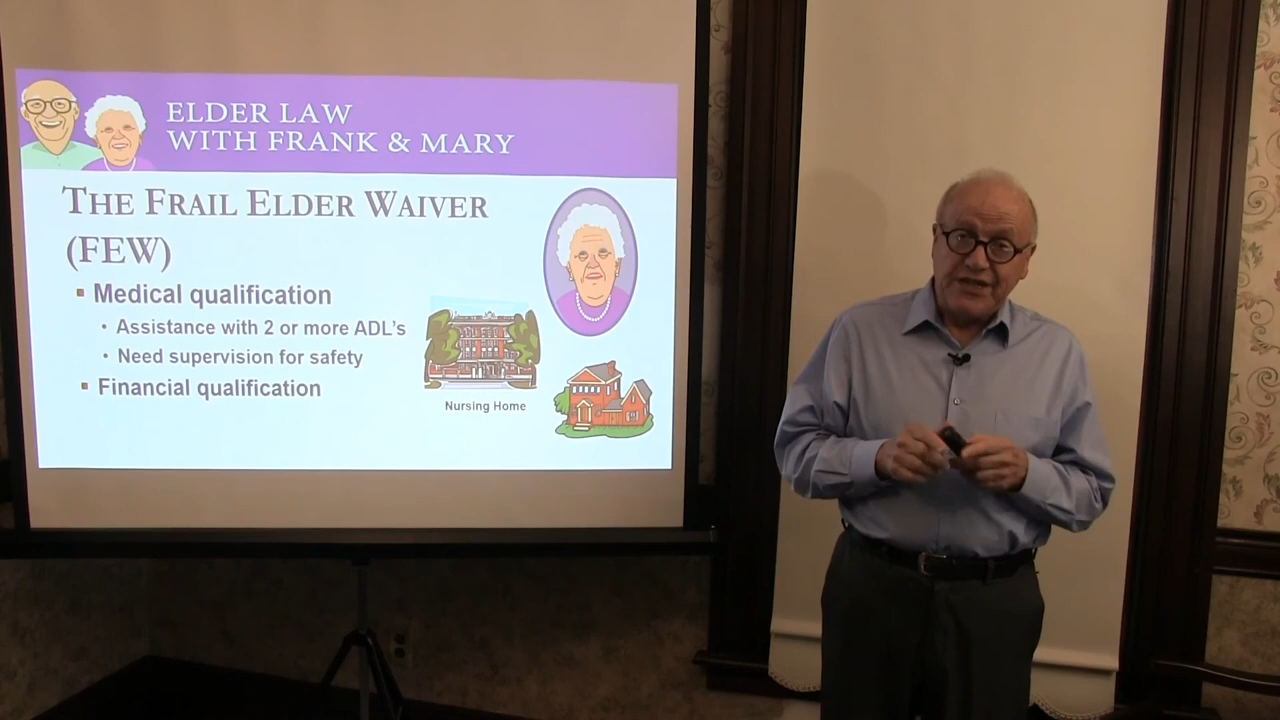 ELDER LAW
WITH FRANK & MARY
THE FRAIL ELDER WAIVER
(FEW)
▪ Medical qualification
• Assistance with 2 or more ADL's
• Need supervision for safety
▪ Financial qualification
Nursing Home